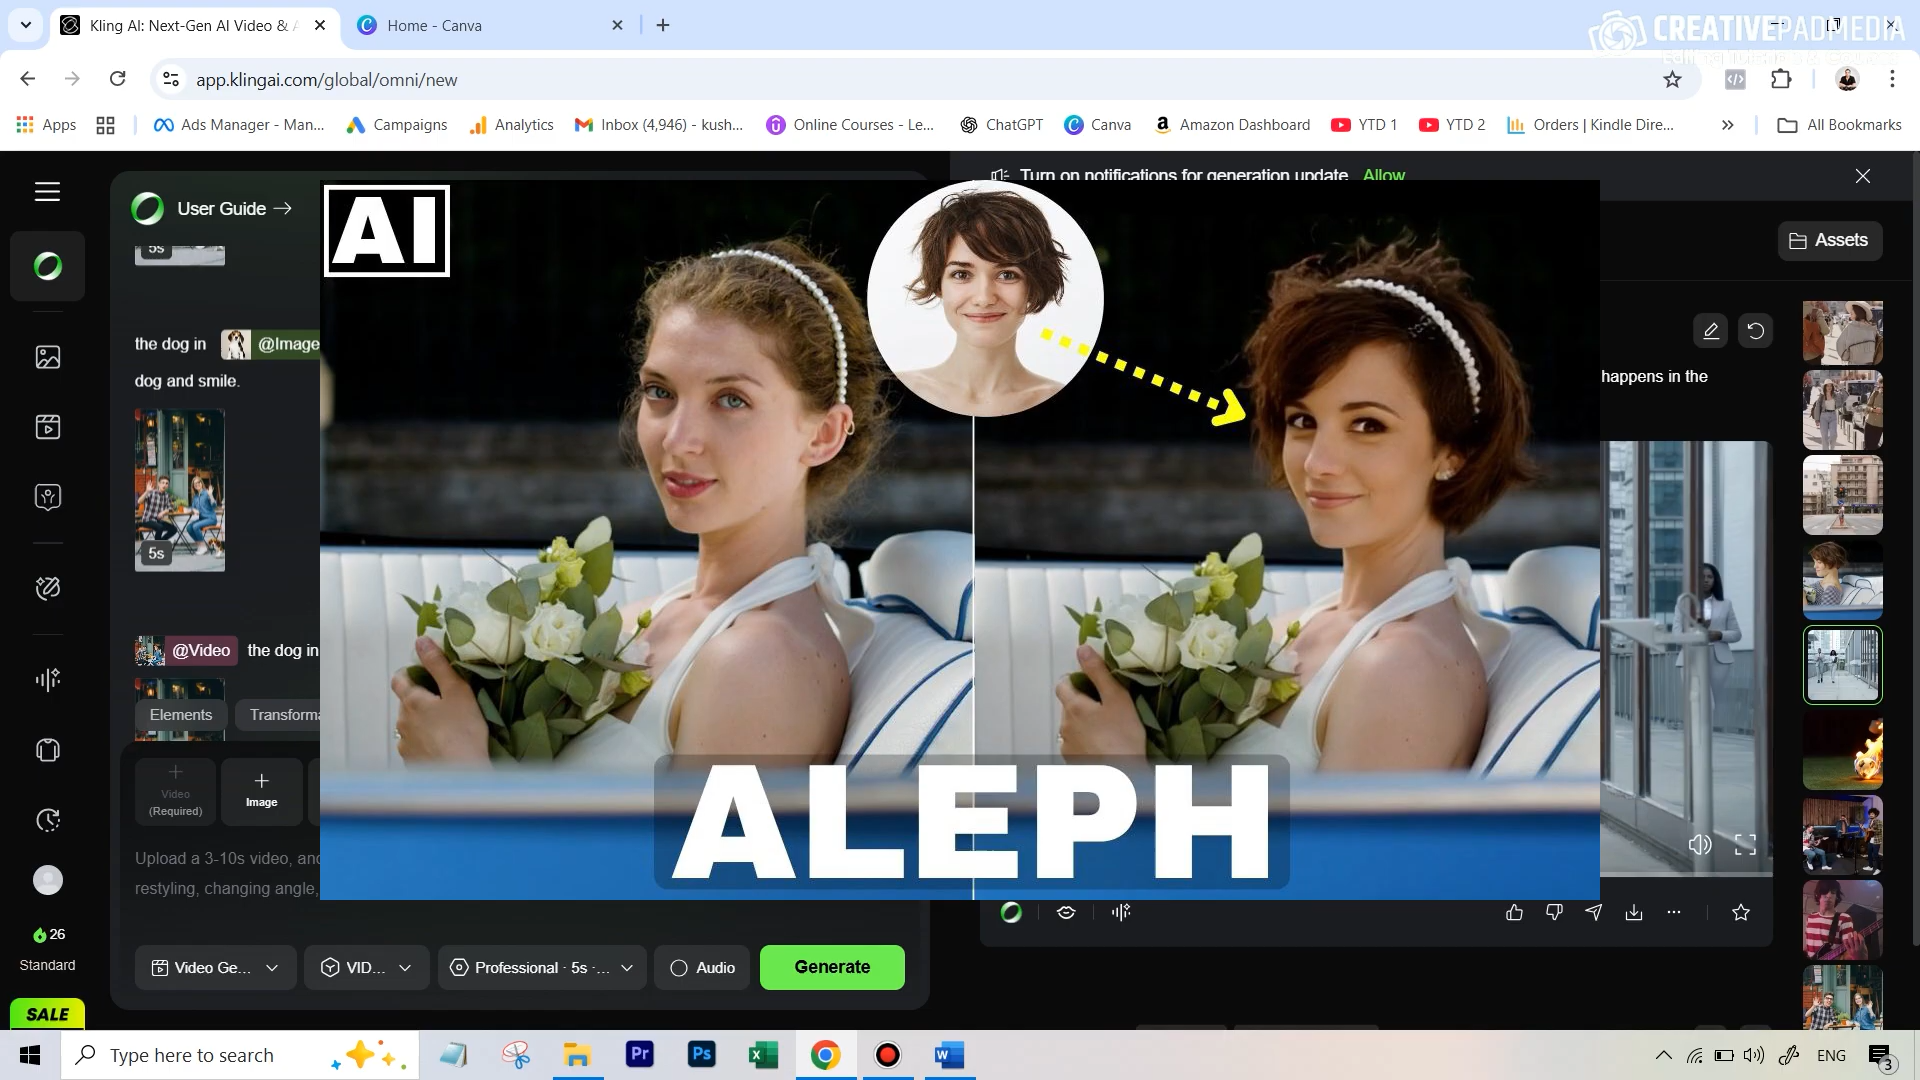 Kling AI: Next-Gen AI Video &
Home - Canva
CREATIVEPADMEDIA
app.klingai.com/global/omni/new
Apps
Ads Manager - Man...
Campaigns
Analytics
Inbox (4,946) - kush...
Online Courses - Le...
ChatGPT
Canva
Amazon Dashboard
YTD 1
YTD 2
Orders | Kindle Dire...
All Bookmarks
Turn on notifications for generation update Allow
User Guide →
AI
Assets
5s
the dog in @Image
dog and smile.
happens in the
5s
@Video the dog in
Elements
Video
(Required)
Image
ALEPH
Upload a 3-10s video, and
restyling, changing angle,
26
Standard
Video Ge...
VID...
Professional · 5s ·...
Audio
Generate
SALE
Type here to search
Pr
Ps
ENG
3